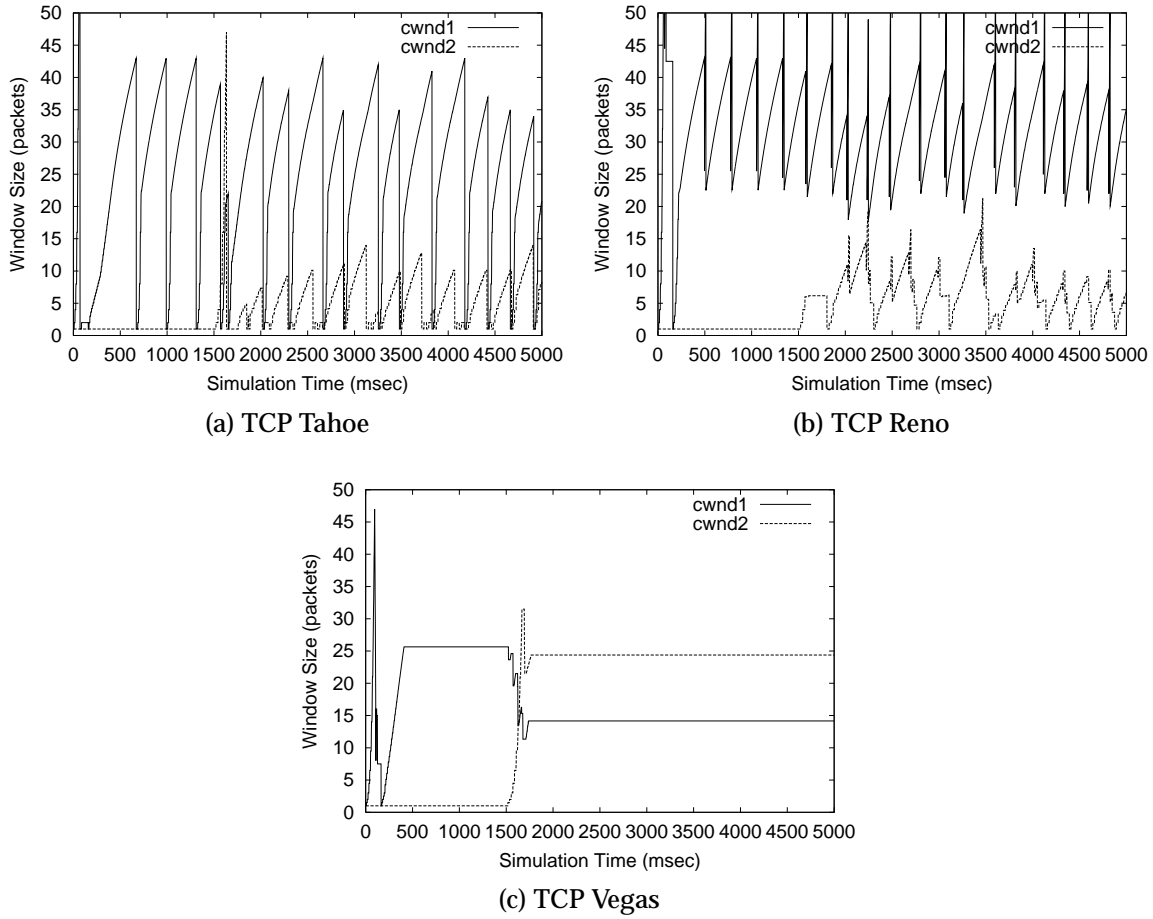 50
45
40
35
30
25
20
15
10
5
0
Window Size (packets)
cwnd1
cwnd2
0 500 1000 1500 2000 2500 3000 3500 4000 4500 5000
Simulation Time (msec)
(a) TCP Tahoe
50
45
40
35
30
25
20
15
10
5
0
Window Size (packets)
cwnd1
cwnd2
0 500 1000 1500 2000 2500 3000 3500 4000 4500 5000
Simulation Time (msec)
(b) TCP Reno
50
45
40
35
30
25
20
15
10
5
0
Window Size (packets)
cwnd1
cwnd2
0 500 1000 1500 2000 2500 3000 3500 4000 4500 5000
Simulation Time (msec)
(c) TCP Vegas